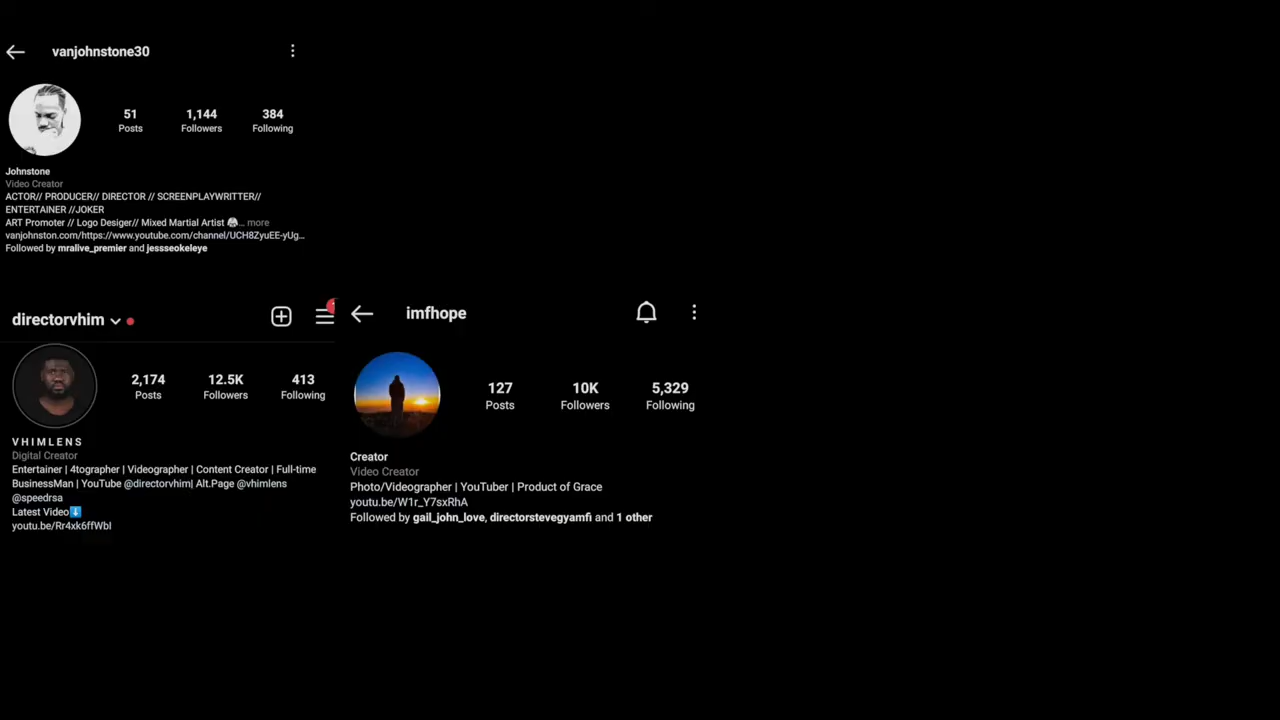 vanjohnstone30
51 1,144 384
Posts Followers Following
Johnstone
Video Creator
ACTOR// PRODUCER// DIRECTOR // SCREENPLAYWRITTER//
ENTERTAINER //JOKER
ART Promoter // Logo Desiger// Mixed Martial Artist 🥋... more
vanjohnston.com/https://www.youtube.com/channel/UCH8ZyuEE-yUg...
Followed by mralive_premier and jessseokeleye
directorvhim
2,174 12.5K 413
Posts Followers Following
V H I M L E N S
Digital Creator
Entertainer | 4tographer | Videographer | Content Creator | Full-time
BusinessMan | YouTube @directorvhim| Alt.Page @vhimlens
@speedrsa
Latest Video⬇️
youtu.be/Rr4xk6ffWbI
imfhope
127 10K 5,329
Posts Followers Following
Creator
Video Creator
Photo/Videographer | YouTuber | Product of Grace
youtu.be/W1r_Y7sxRhA
Followed by gail_john_love, directorstevegyamfi and 1 other